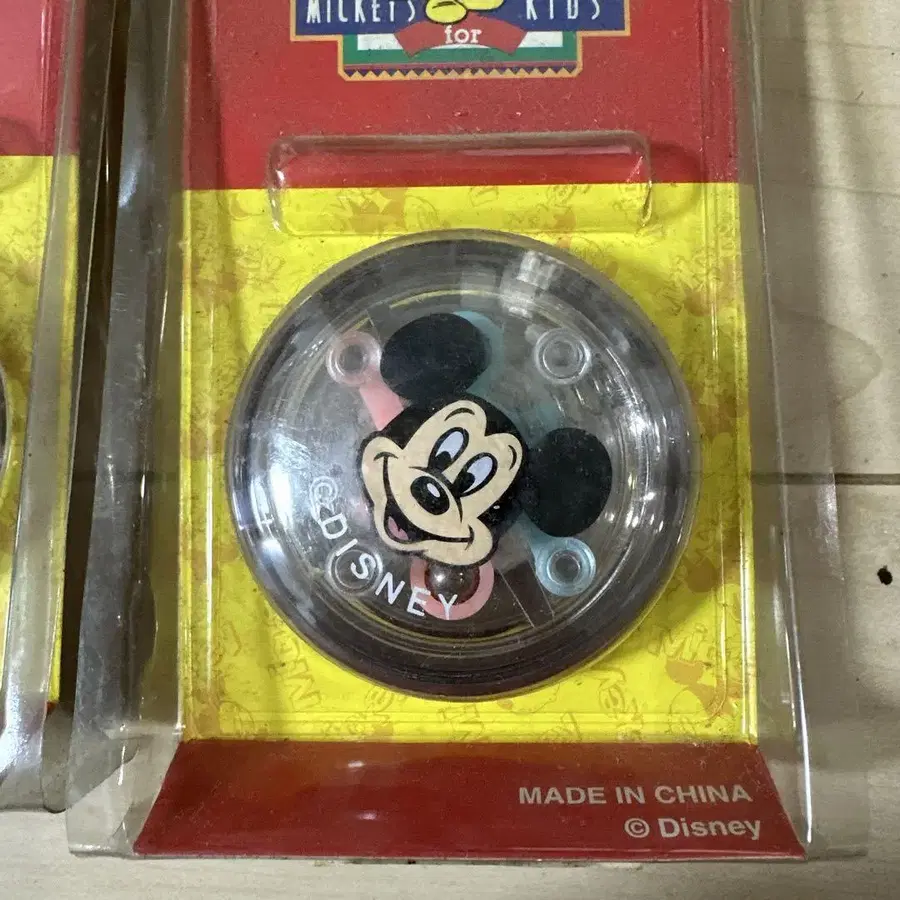 MICKEY'S KIDS
for
© DISNEY
MADE IN CHINA
© Disney